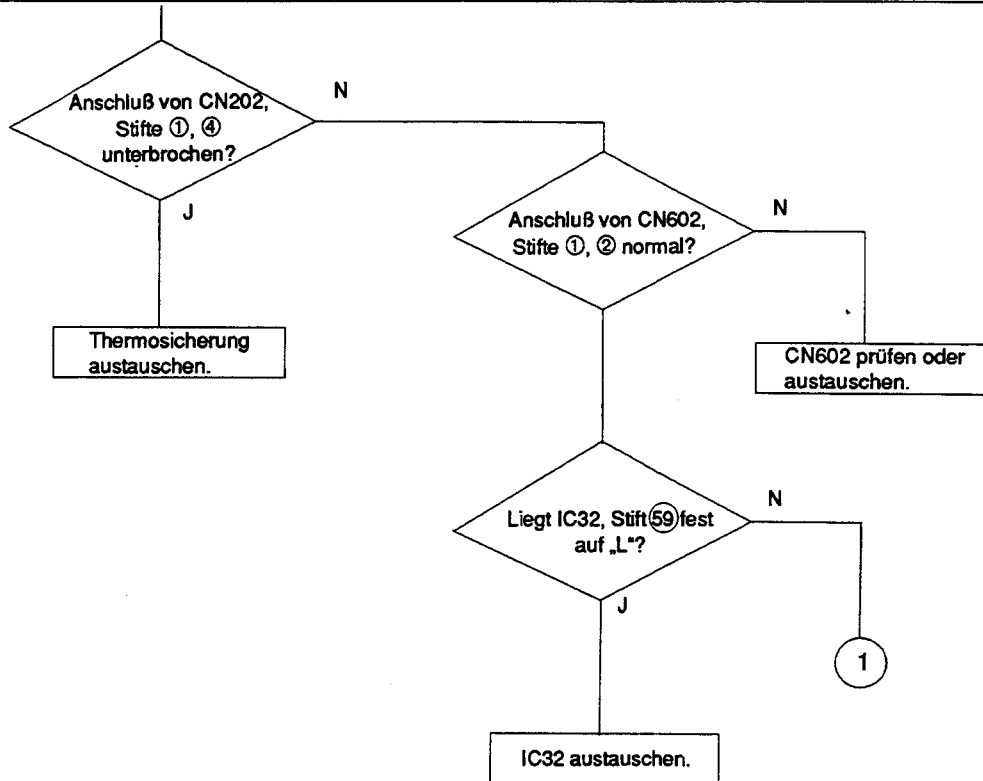 Anschluß von CN202,
Stifte ①, ④
unterbrochen?
N
J
Thermosicherung
austauschen.
Anschluß von CN602,
Stifte ①, ② normal?
N
CN602 prüfen oder
austauschen.
Liegt IC32, Stift 59 fest
auf „L“?
N
J
1
IC32 austauschen.